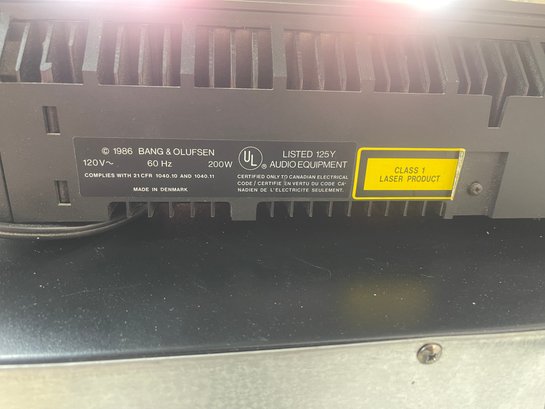 © 1986 BANG & OLUFSEN
120V~ 60 Hz 200W
COMPLIES WITH 21 CFR 1040.10 AND 1040.11
MADE IN DENMARK
UL ® LISTED 125Y
AUDIO EQUIPMENT
CERTIFIED ONLY TO CANADIAN ELECTRICAL
CODE / CERTIFIE EN VERTU DU CODE CA-
NADIEN DE L'ELECTRICITE SEULEMENT.
CLASS 1
LASER PRODUCT